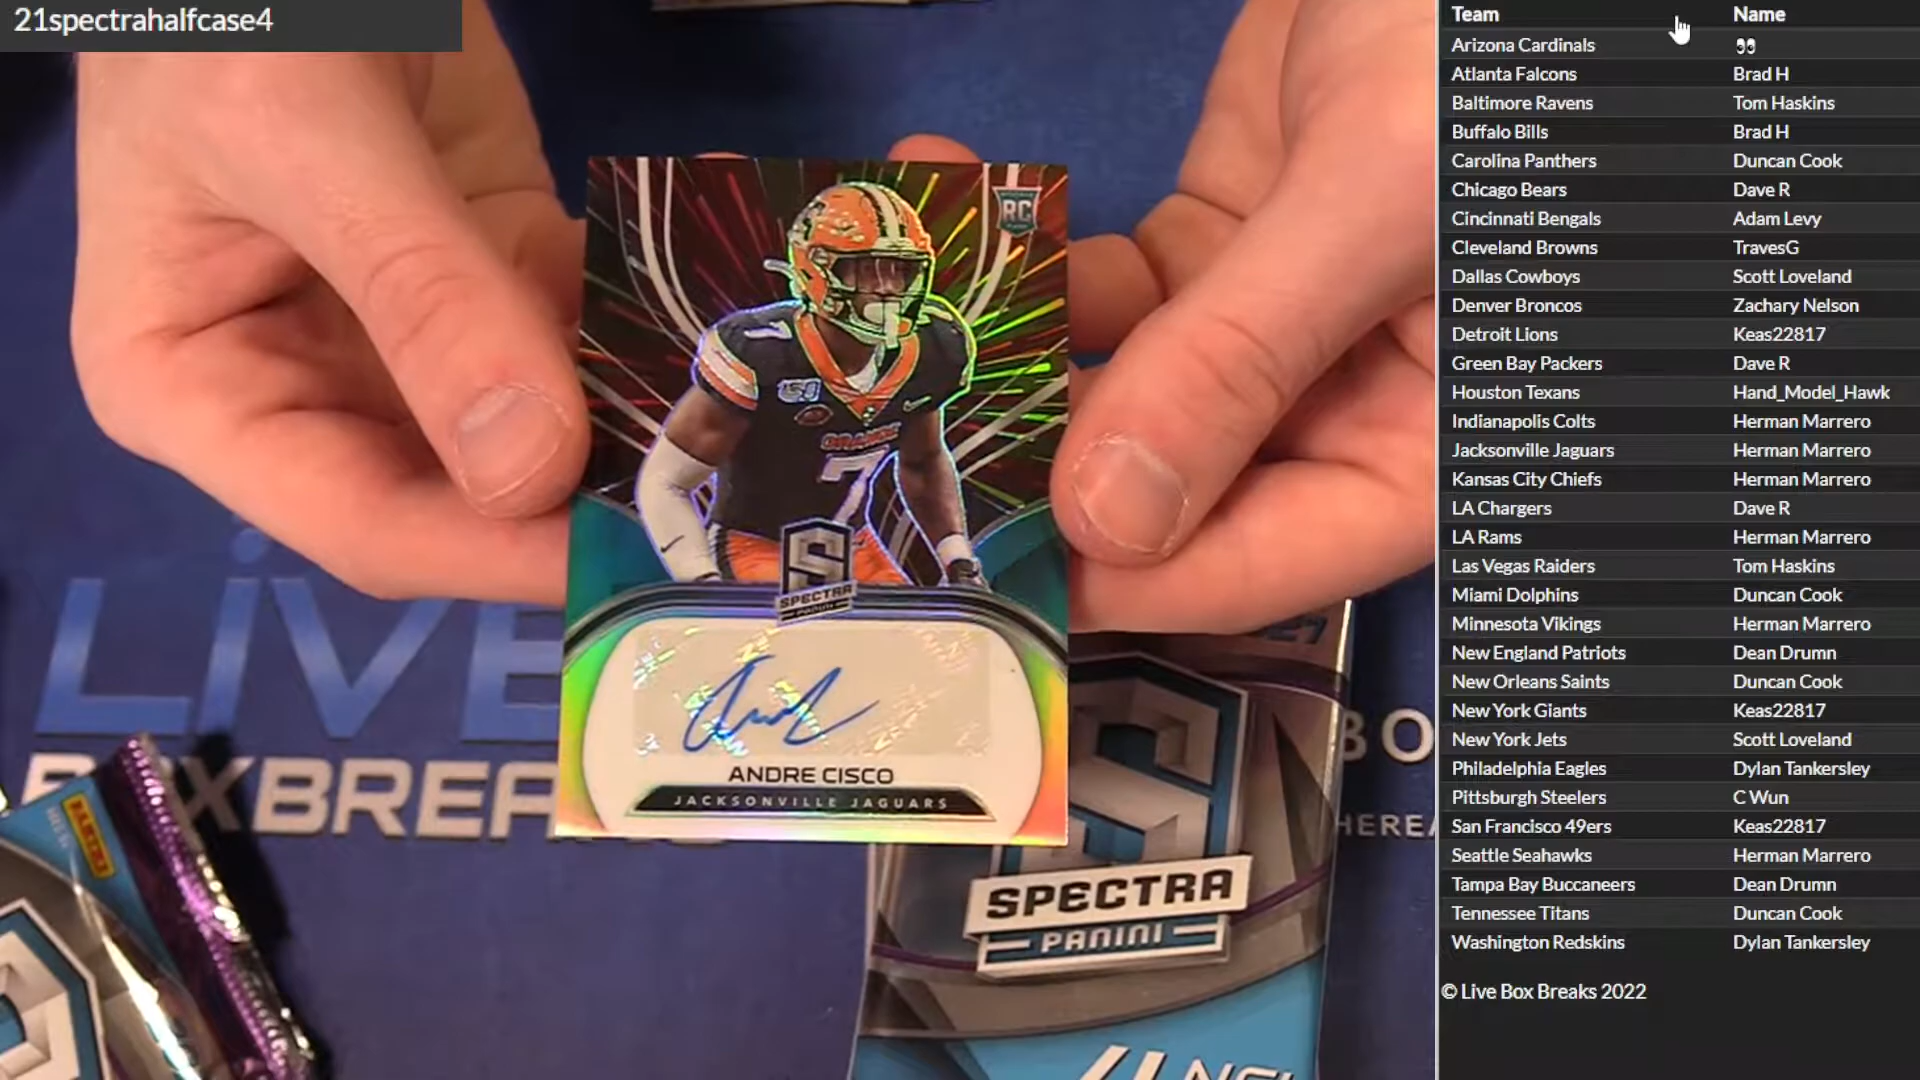 21spectrahalfcase4
Team Name
Arizona Cardinals 👀
Atlanta Falcons Brad H
Baltimore Ravens Tom Haskins
Buffalo Bills Brad H
Carolina Panthers Duncan Cook
Chicago Bears Dave R
Cincinnati Bengals Adam Levy
Cleveland Browns TravesG
Dallas Cowboys Scott Loveland
Denver Broncos Zachary Nelson
Detroit Lions Keas22817
Green Bay Packers Dave R
Houston Texans Hand_Model_Hawk
Indianapolis Colts Herman Marrero
Jacksonville Jaguars Herman Marrero
Kansas City Chiefs Herman Marrero
LA Chargers Dave R
LA Rams Herman Marrero
Las Vegas Raiders Tom Haskins
Miami Dolphins Duncan Cook
Minnesota Vikings Herman Marrero
New England Patriots Dean Drumn
New Orleans Saints Duncan Cook
New York Giants Keas22817
New York Jets Scott Loveland
Philadelphia Eagles Dylan Tankersley
Pittsburgh Steelers C Wun
San Francisco 49ers Keas22817
Seattle Seahawks Herman Marrero
Tampa Bay Buccaneers Dean Drumn
Tennessee Titans Duncan Cook
Washington Redskins Dylan Tankersley
© Live Box Breaks 2022
RC
7
150
ORANGE
7
S
SPECTRA
PANINI
ANDRE CISCO
JACKSONVILLE JAGUARS
LiVE
BOXBREA
BO
HERE
PANINI
S
SPECTRA
PANINI